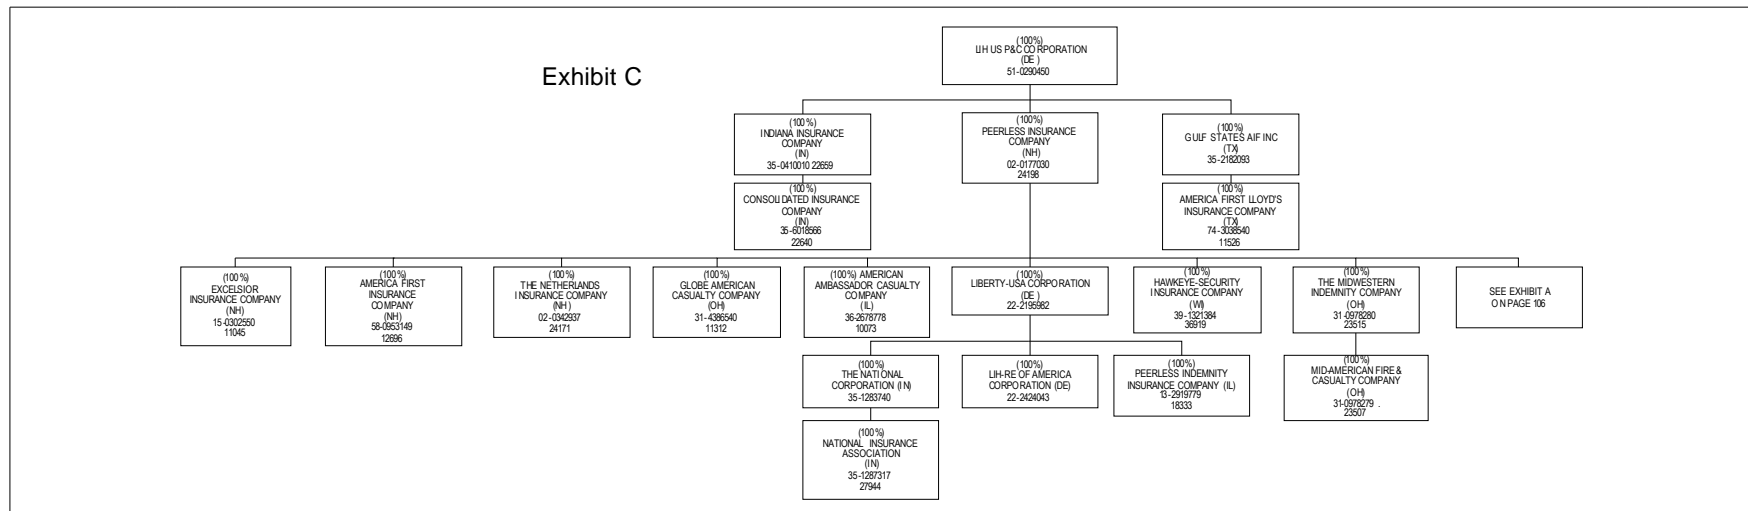 Exhibit C
(100%)
LIH US P&C CORPORATION
(DE)
51-0290450
(100%)
INDIANA INSURANCE
COMPANY
(IN)
35-0410010 22659
(100%)
PEERLESS INSURANCE
COMPANY
(NH)
02-0177030
24198
(100%)
GULF STATES AIF INC
(TX)
35-2182093
(100%)
CONSOLIDATED INSURANCE
COMPANY
(IN)
35-6018566
22640
(100%)
AMERICA FIRST LLOYD'S
INSURANCE COMPANY
(TX)
74-3038540
11526
(100%)
EXCELSIOR
INSURANCE COMPANY
(NH)
15-0302550
11045
(100%)
AMERICA FIRST
INSURANCE
COMPANY
(NH)
58-0953149
12696
(100%)
THE NETHERLANDS
INSURANCE COMPANY
(NH)
02-0342937
24171
(100%)
GLOBE AMERICAN
CASUALTY COMPANY
(OH)
31-4386540
11312
(100%) AMERICAN
AMBASSADOR CASUALTY
COMPANY
(IL)
36-2678778
10073
(100%)
LIBERTY-USA CORPORATION
(DE)
22-2195982
(100%)
HAWKEYE-SECURITY
INSURANCE COMPANY
(WI)
39-1321384
36919
(100%)
THE MIDWESTERN
INDEMNITY COMPANY
(OH)
31-0978280
23515
SEE EXHIBIT A
ON PAGE 106
(100%)
THE NATIONAL
CORPORATION (IN)
35-1283740
(100%)
LIH-RE OF AMERICA
CORPORATION (DE)
22-2424043
(100%)
PEERLESS INDEMNITY
INSURANCE COMPANY (IL)
13-2919779
18333
(100%)
MID-AMERICAN FIRE &
CASUALTY COMPANY
(OH)
31-0978279 .
23507
(100%)
NATIONAL INSURANCE
ASSOCIATION
(IN)
35-1287317
27944